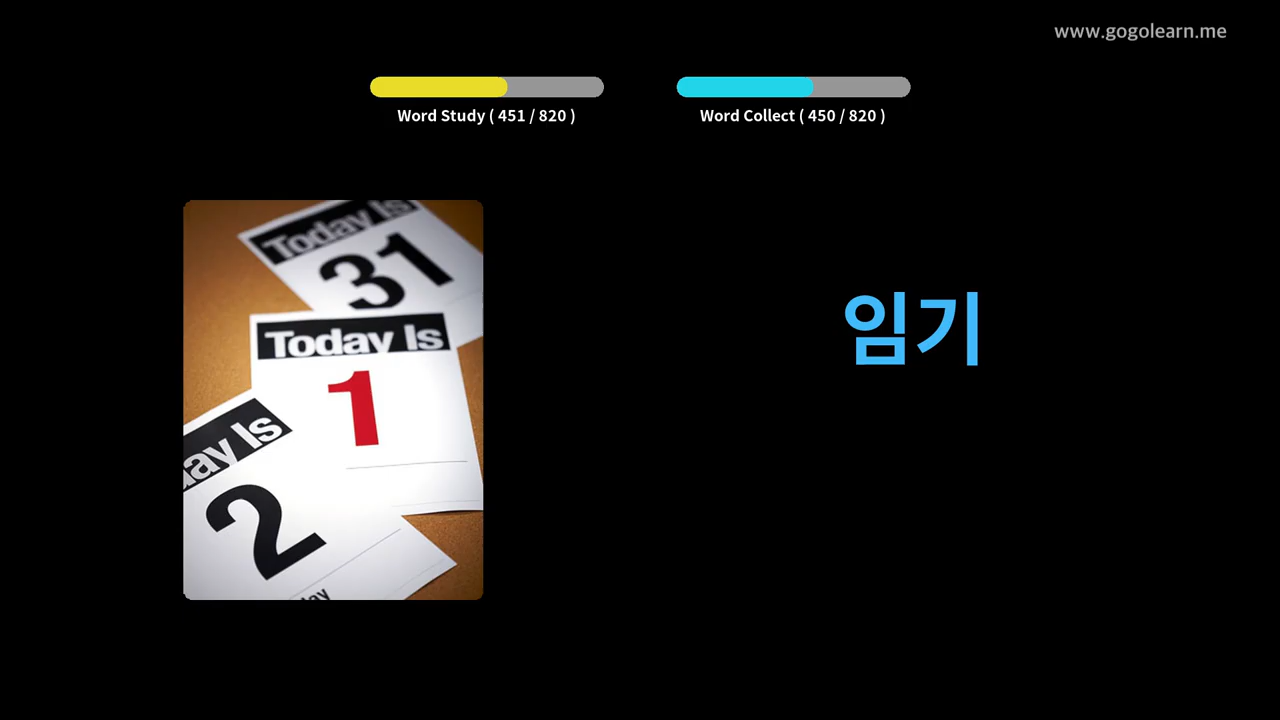 www.gogolearn.me
Word Study ( 451 / 820 )
Word Collect ( 450 / 820 )
Today Is
31
Today Is
1
ay Is
2
임기